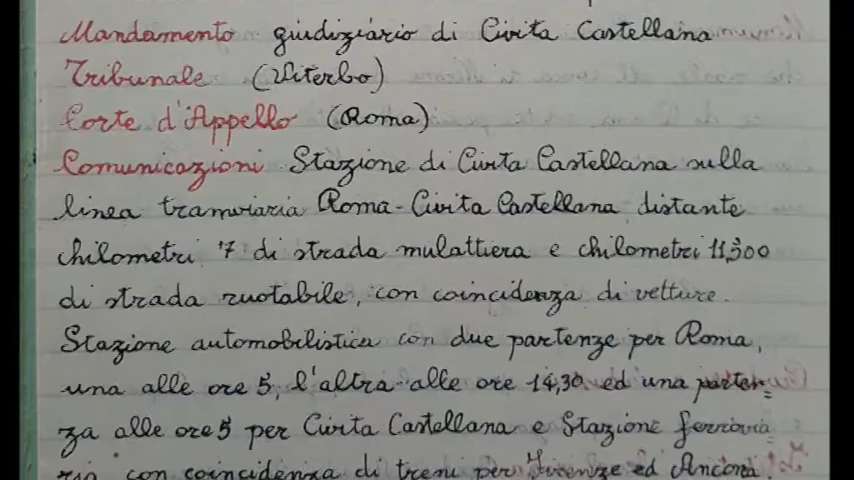 Mandamento giudiziario di Civita Castellana
Tribunale (Viterbo)
Corte d'Appello (Roma)
Comunicazioni Stazione di Civita Castellana sulla
linea tramviaria Roma-Civita Castellana distante
chilometri 7 di strada mulattiera e chilometri 11,500
di strada ruotabile, con coincidenza di vetture.
Stazione automobilistica con due partenze per Roma,
una alle ore 5, l'altra alle ore 14,30 ed una parten=
za alle ore 5 per Civita Castellana e Stazione ferrovia
ria con coincidenza di treni per Firenze ed Ancona.